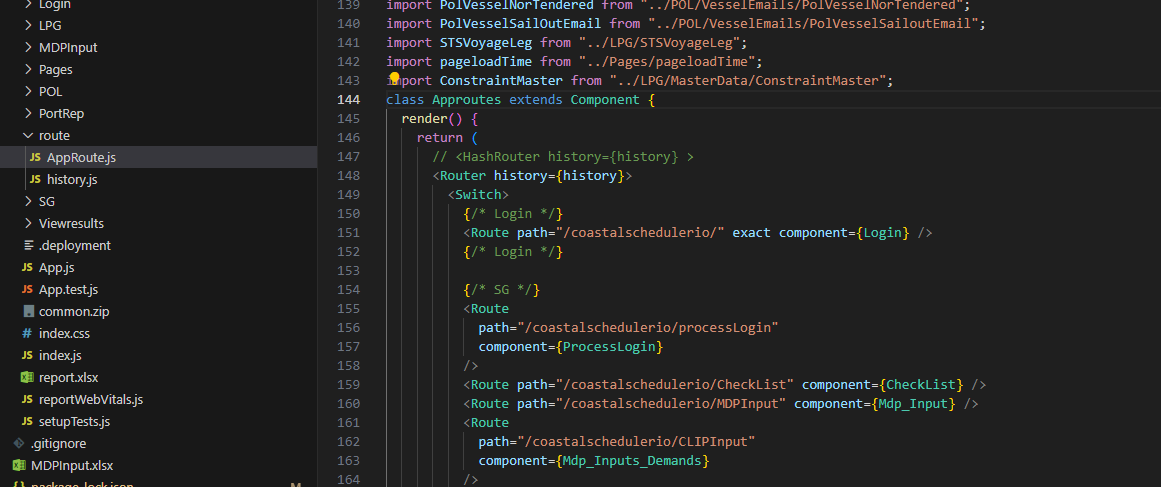 Login
LPG
MDPInput
Pages
POL
PortRep
route
JS AppRoute.js
JS history.js
SG
Viewresults
.deployment
JS App.js
JS App.test.js
common.zip
# index.css
JS index.js
report.xlsx
JS reportWebVitals.js
JS setupTests.js
.gitignore
MDPInput.xlsx
{} package-lock.json M
139 import PolVesselNorTendered from "../POL/VesselEmails/PolVesselNorTendered";
140 import PolVesselSailOutEmail from "../POL/VesselEmails/PolVesselSailoutEmail";
141 import STSVoyageLeg from "../LPG/STSVoyageLeg";
142 import pageloadTime from "../Pages/pageloadTime";
143 import ConstraintMaster from "../LPG/MasterData/ConstraintMaster";
144 class Approutes extends Component {
145 render() {
146 return (
147 // <HashRouter history={history} >
148 <Router history={history}>
149 <Switch>
150 {/* Login */}
151 <Route path="/coastalschedulerio/" exact component={Login} />
152 {/* Login */}
153
154 {/* SG */}
155 <Route
156 path="/coastalschedulerio/processLogin"
157 component={ProcessLogin}
158 />
159 <Route path="/coastalschedulerio/CheckList" component={CheckList} />
160 <Route path="/coastalschedulerio/MDPInput" component={Mdp_Input} />
161 <Route
162 path="/coastalschedulerio/CLIPInput"
163 component={Mdp_Inputs_Demands}
164 />